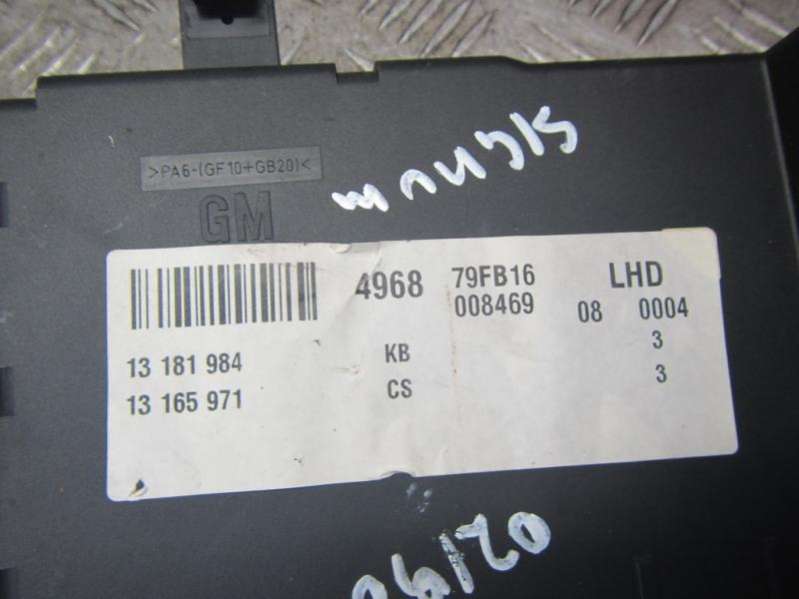 >PA6-(GF10+GB20)<
GM
4968 79FB16 LHD
008469 08 0004
13 181 984 KB 3
13 165 971 CS 3